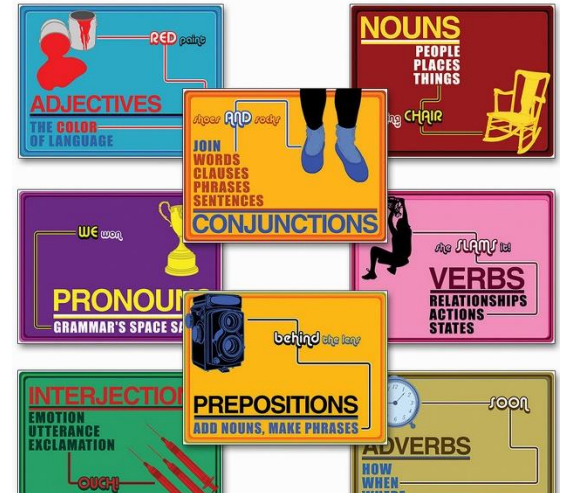 RED paint
ADJECTIVES
THE COLOR
OF LANGUAGE
NOUNS
PEOPLE
PLACES
THINGS
CHAIR
shoes AND socks
JOIN
WORDS
CLAUSES
PHRASES
SENTENCES
CONJUNCTIONS
WE won
PRONOUN
GRAMMAR'S SPACE
she SLAMS it!
VERBS
RELATIONSHIPS
ACTIONS
STATES
behind the lens
PREPOSITIONS
ADD NOUNS, MAKE PHRASES
INTERJECTION
EMOTION
UTTERANCE
EXCLAMATION
OUCH!
SOON
ADVERBS
HOW
WHEN
WHERE